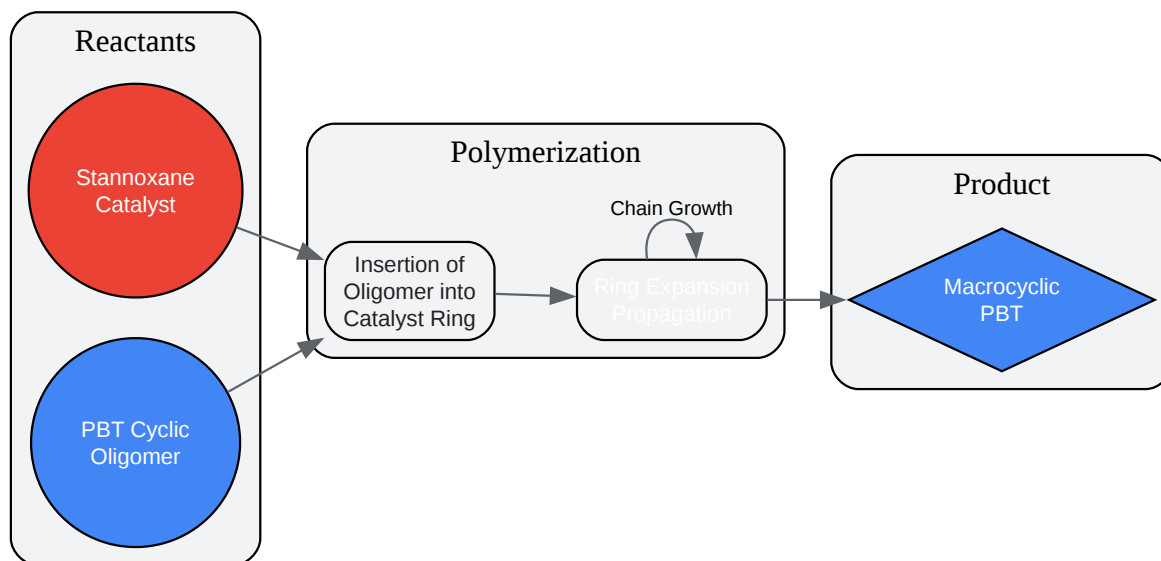 Reactants
Stannoxane
Catalyst
PBT Cyclic
Oligomer
Polymerization
Insertion of
Oligomer into
Catalyst Ring
Chain Growth
Ring Expansion
Propagation
Product
Macrocyclic
PBT